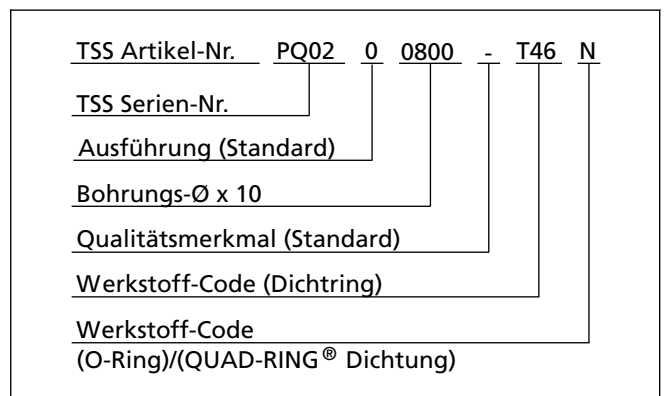 TSS Artikel-Nr. PQ02 0 0800 - T46 N
TSS Serien-Nr.
Ausführung (Standard)
Bohrungs-Ø x 10
Qualitätsmerkmal (Standard)
Werkstoff-Code (Dichtring)
Werkstoff-Code
(O-Ring)/(QUAD-RING® Dichtung)